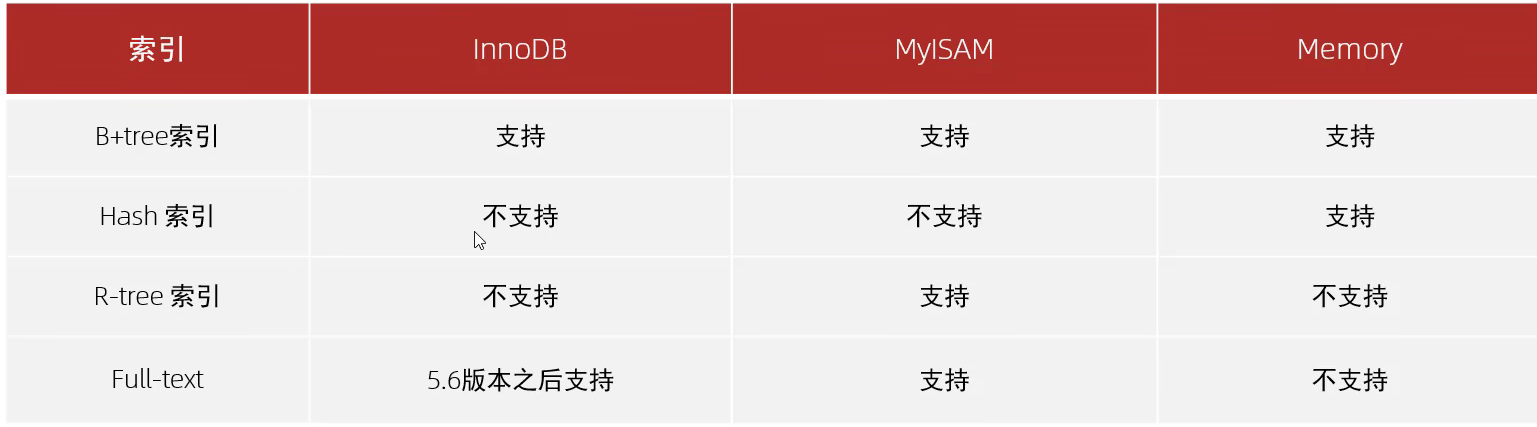 索引 InnoDB MyISAM Memory
B+tree索引 支持 支持 支持
Hash 索引 不支持 不支持 支持
R-tree 索引 不支持 支持 不支持
Full-text 5.6版本之后支持 支持 不支持